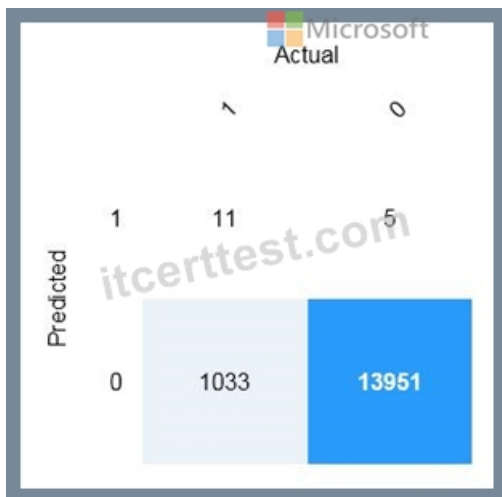 Microsoft
Actual
1 0
1 11 5
itcerttest.com
Predicted
0 1033 13951